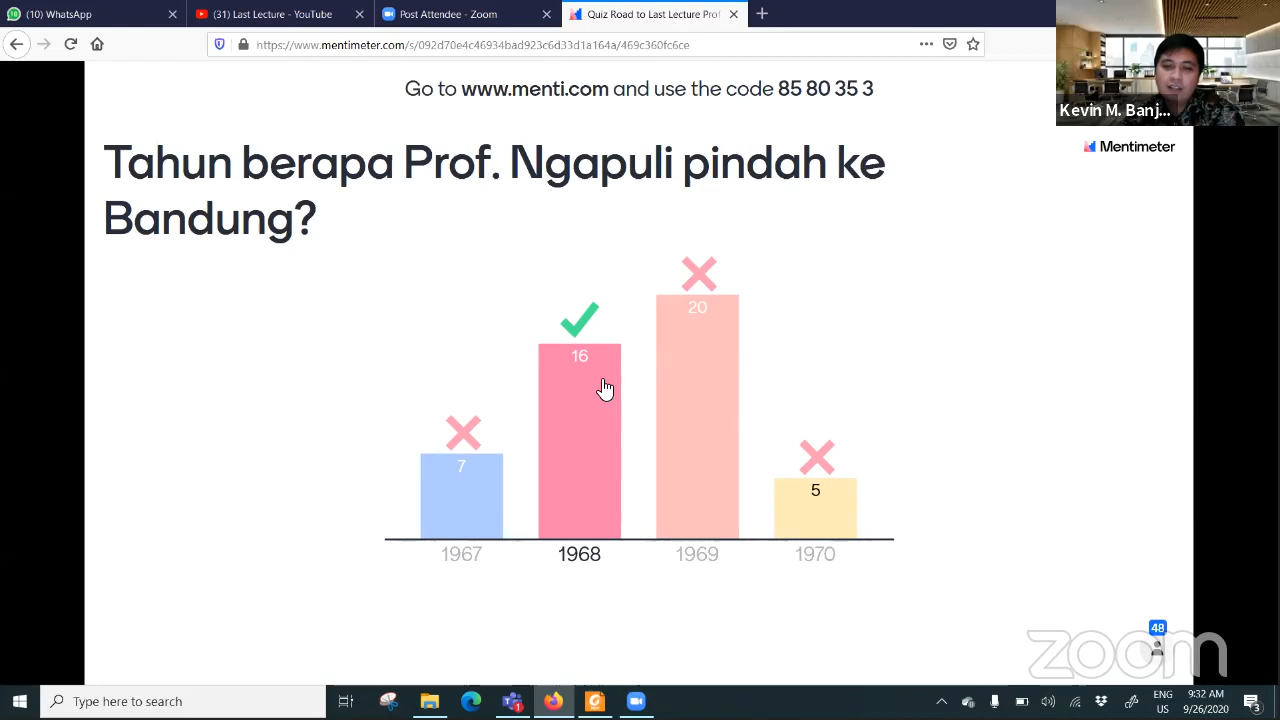 (10) WhatsApp
(31) Last Lecture - YouTube
Post Attendee - Zoom
Quiz Road to Last Lecture Prof
https://www.mentimeter.com/s/092d70e4c46934bad923c6d33d1a164a/469c360fc6ce
Kevin M. Banj...
Go to www.menti.com and use the code 85 80 35 3
Mentimeter
Tahun berapa Prof. Ngapuli pindah ke
Bandung?
7
16
20
5
1967
1968
1969
1970
48
zoom
Type here to search
1
ENG
US
9:32 AM
9/26/2020
3